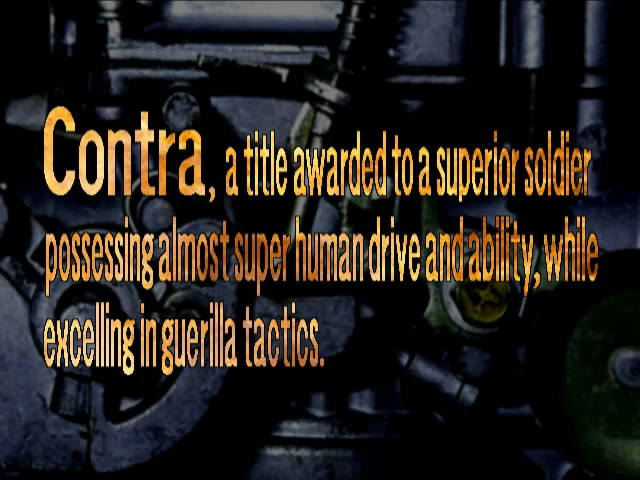 Contra, a title awarded to a superior soldier
possessing almost super human drive and ability, while
excelling in guerilla tactics.